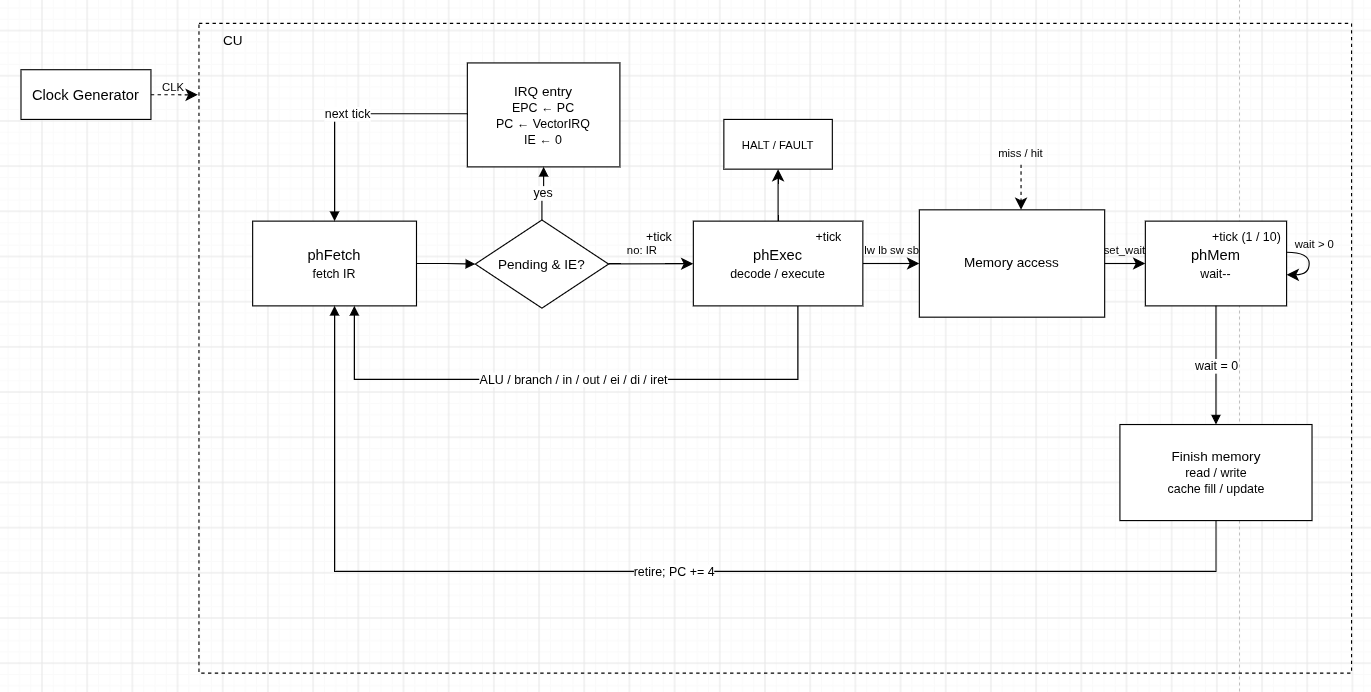 CU
Clock Generator
CLK
IRQ entry
EPC ← PC
PC ← VectorIRQ
IE ← 0
next tick
yes
HALT / FAULT
miss / hit
phFetch
fetch IR
Pending & IE?
+tick
no: IR
+tick
phExec
decode / execute
lw lb sw sb
Memory access
set_wait
+tick (1 / 10)
phMem
wait--
wait > 0
ALU / branch / in / out / ei / di / iret
wait = 0
Finish memory
read / write
cache fill / update
retire; PC += 4